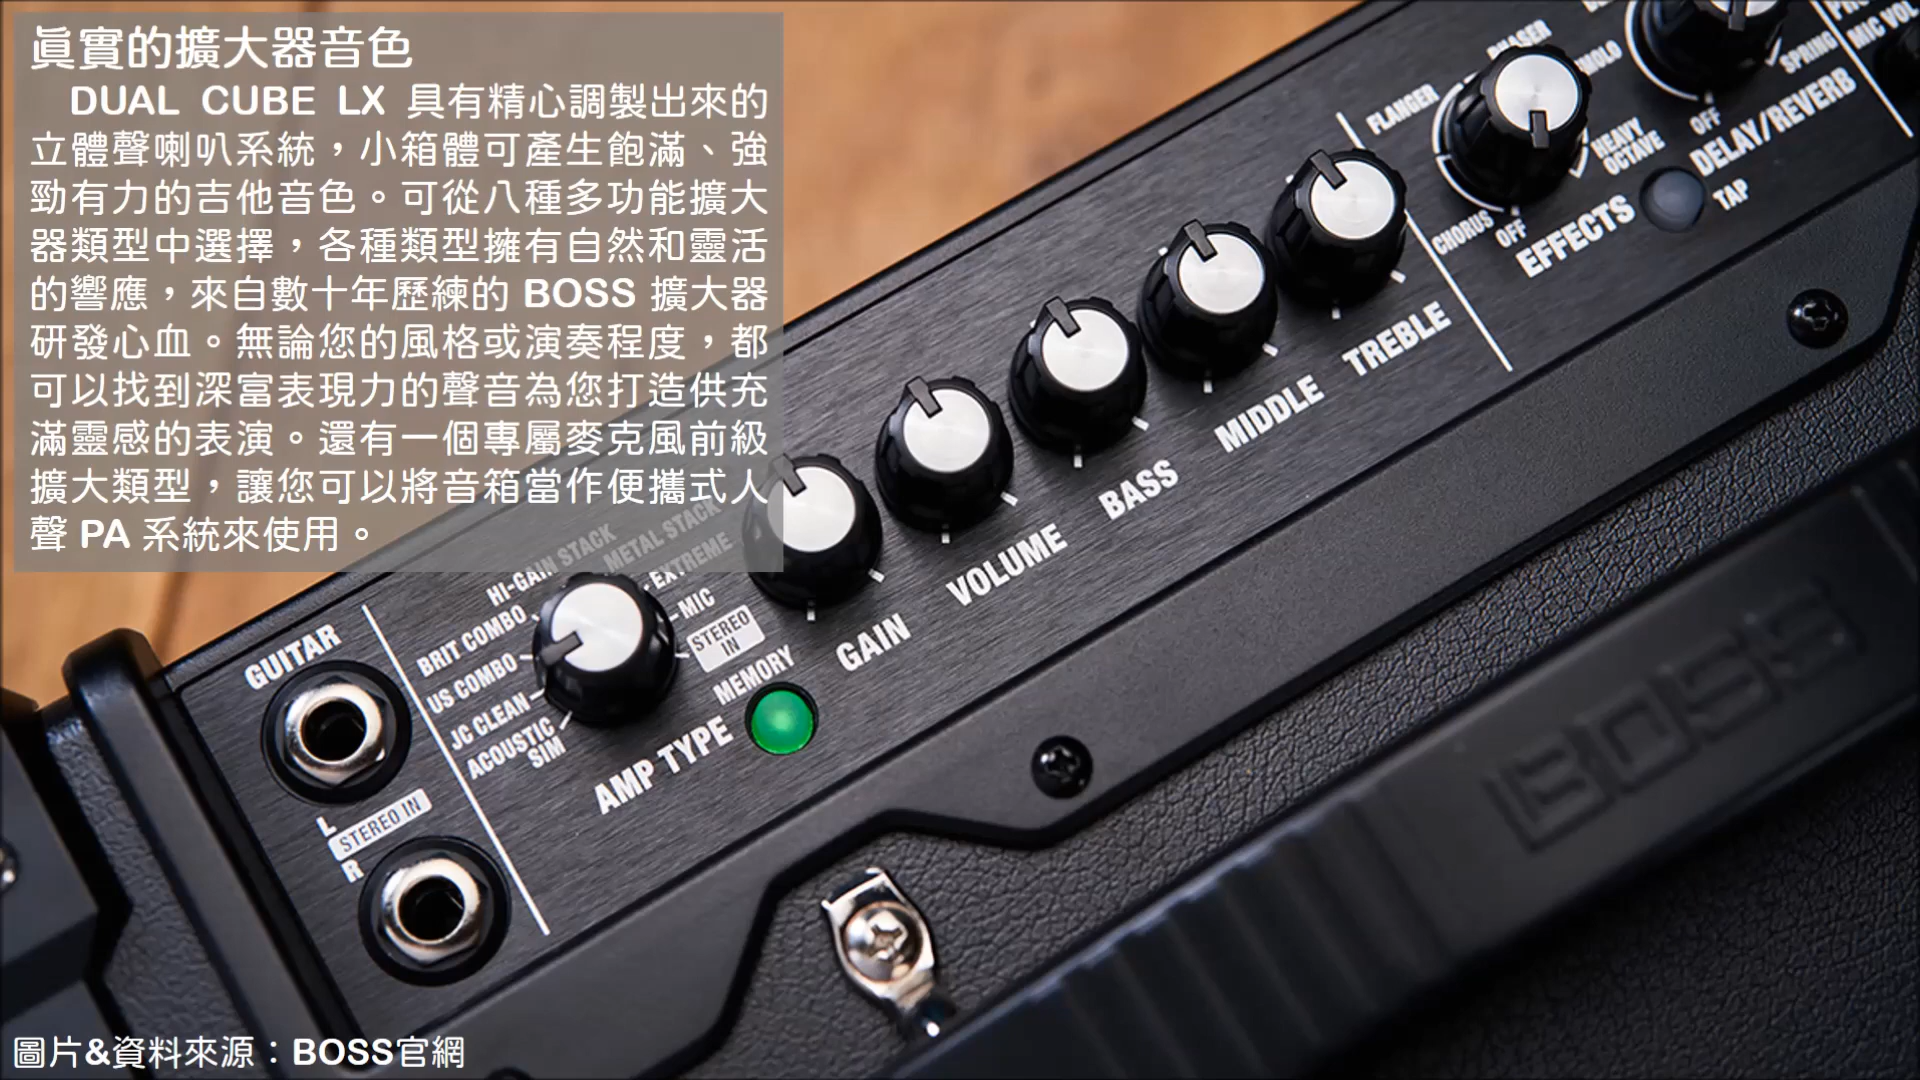 真實的擴大器音色
DUAL CUBE LX 具有精心調製出來的
立體聲喇叭系統，小箱體可產生飽滿、強
勁有力的吉他音色。可從八種多功能擴大
器類型中選擇，各種類型擁有自然和靈活
的響應，來自數十年歷練的 BOSS 擴大器
研發心血。無論您的風格或演奏程度，都
可以找到深富表現力的聲音為您打造供充
滿靈感的表演。還有一個專屬麥克風前級
擴大類型，讓您可以將音箱當作便攜式人
聲 PA 系統來使用。
GUITAR
L
STEREO IN
R
ACOUSTIC SIM
JC CLEAN
US COMBO
BRIT COMBO
HI-GAIN STACK
METAL STACK
EXTREME
MIC
STEREO IN
AMP TYPE
MEMORY
GAIN
VOLUME
BASS
MIDDLE
TREBLE
CHORUS
FLANGER
PHASER
HEAVY OCTAVE
OFF
EFFECTS
TAP
OFF
SPRING
DELAY/REVERB
MIC VOL
BOSS
圖片&資料來源：BOSS官網